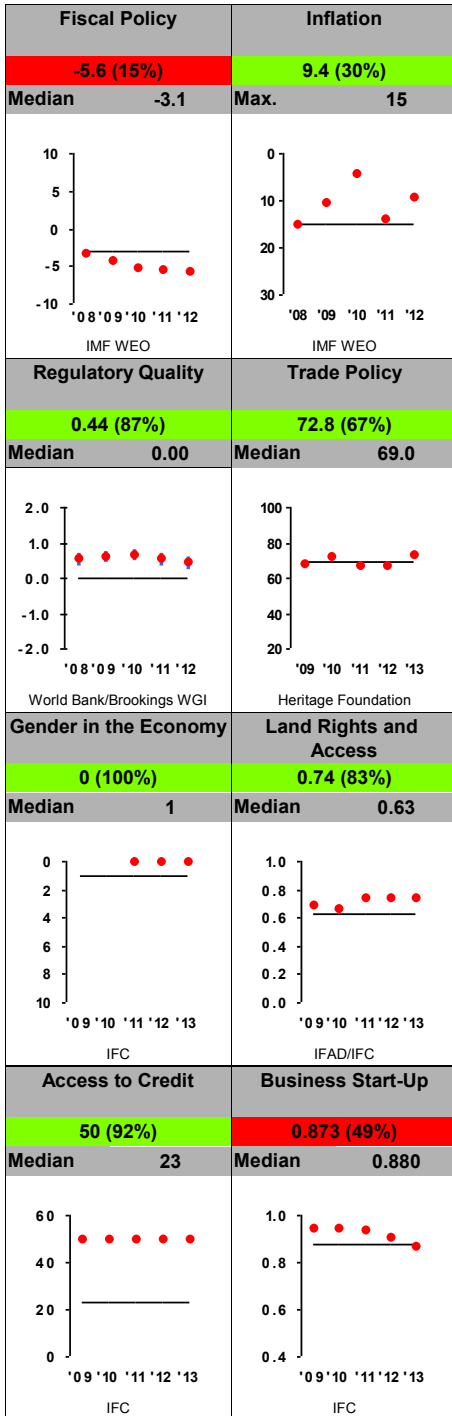 Fiscal Policy
-5.6 (15%)
Median -3.1
10
5
0
-5
-10
'08 '09 '10 '11 '12
IMF WEO
Inflation
9.4 (30%)
Max. 15
0
10
20
30
'08 '09 '10 '11 '12
IMF WEO
Regulatory Quality
0.44 (87%)
Median 0.00
2.0
1.0
0.0
-1.0
-2.0
'08 '09 '10 '11 '12
World Bank/Brookings WGI
Trade Policy
72.8 (67%)
Median 69.0
100
80
60
40
20
'09 '10 '11 '12 '13
Heritage Foundation
Gender in the Economy
0 (100%)
Median 1
0
2
4
6
8
10
'09 '10 '11 '12 '13
IFC
Land Rights and
Access
0.74 (83%)
Median 0.63
1.0
0.8
0.6
0.4
0.2
0.0
'09 '10 '11 '12 '13
IFAD/IFC
Access to Credit
50 (92%)
Median 23
60
40
20
0
'09 '10 '11 '12 '13
IFC
Business Start-Up
0.873 (49%)
Median 0.880
1.0
0.8
0.6
0.4
'09 '10 '11 '12 '13
IFC